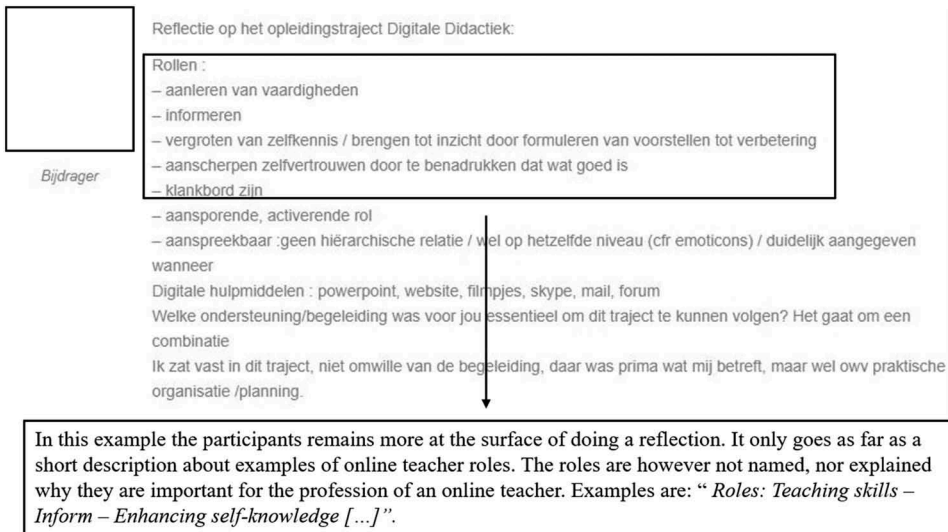 Reflectie op het opleidingstraject Digitale Didactiek:
Rollen :
– aanleren van vaardigheden
– informeren
– vergroten van zelfkennis / brengen tot inzicht door formuleren van voorstellen tot verbetering
– aanscherpen zelfvertrouwen door te benadrukken dat wat goed is
Bijdrager
– klankbord zijn
– aansporende, activerende rol
– aanspreekbaar :geen hiërarchische relatie / wel op hetzelfde niveau (cfr emoticons) / duidelijk aangegeven
wanneer
Digitale hulpmiddelen : powerpoint, website, filmpjes, skype, mail, forum
Welke ondersteuning/begeleiding was voor jou essentieel om dit traject te kunnen volgen? Het gaat om een
combinatie
Ik zat vast in dit traject, niet omwille van de begeleiding, daar was prima wat mij betreft, maar wel owv praktische
organisatie /planning.
In this example the participants remains more at the surface of doing a reflection. It only goes as far as a
short description about examples of online teacher roles. The roles are however not named, nor explained
why they are important for the profession of an online teacher. Examples are: “ Roles: Teaching skills –
Inform – Enhancing self-knowledge […]”.